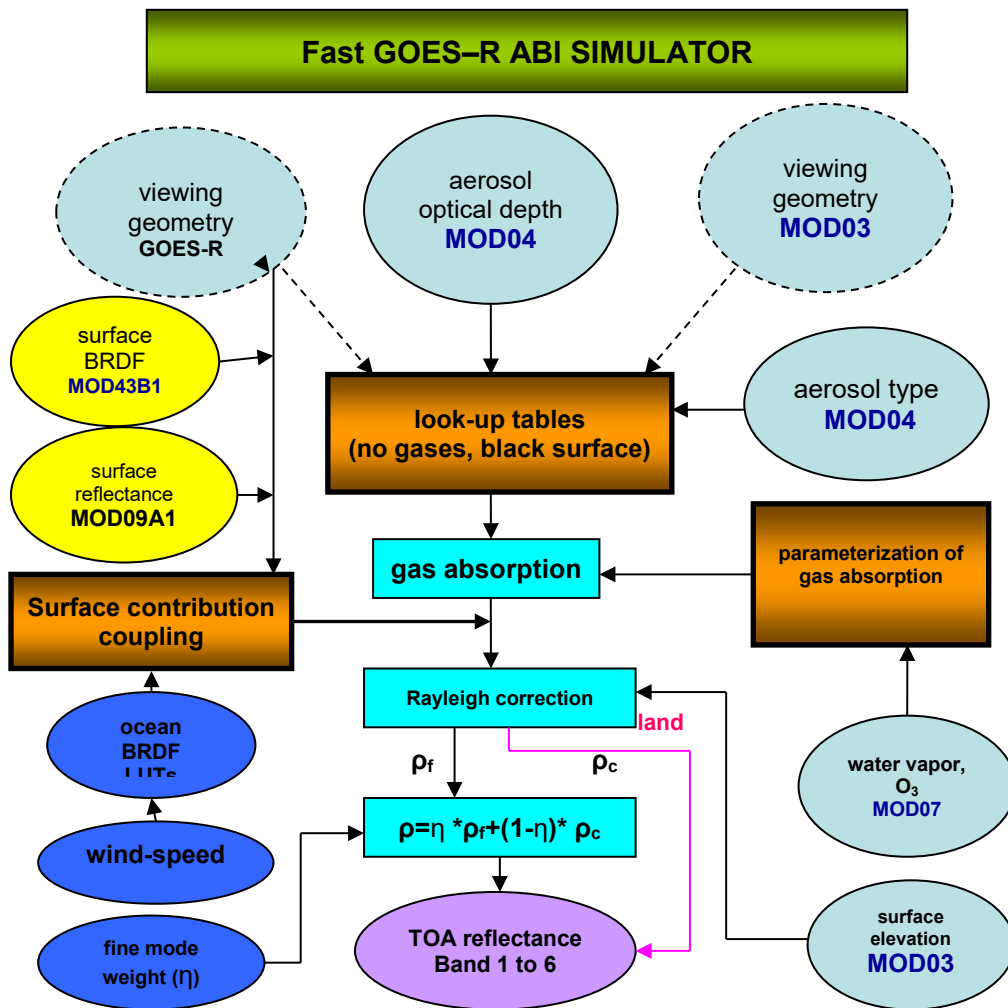 Fast GOES–R ABI SIMULATOR
viewing
geometry
GOES-R
aerosol
optical depth
MOD04
viewing
geometry
MOD03
surface
BRDF
MOD43B1
look-up tables
(no gases, black surface)
aerosol type
MOD04
surface
reflectance
MOD09A1
gas absorption
parameterization of
gas absorption
Surface contribution
coupling
Rayleigh correction
land
ocean
BRDF
LUTs
ρf
ρc
water vapor,
O₃
MOD07
ρ=η *ρf+(1-η)* ρc
wind-speed
fine mode
weight (η)
TOA reflectance
Band 1 to 6
surface
elevation
MOD03